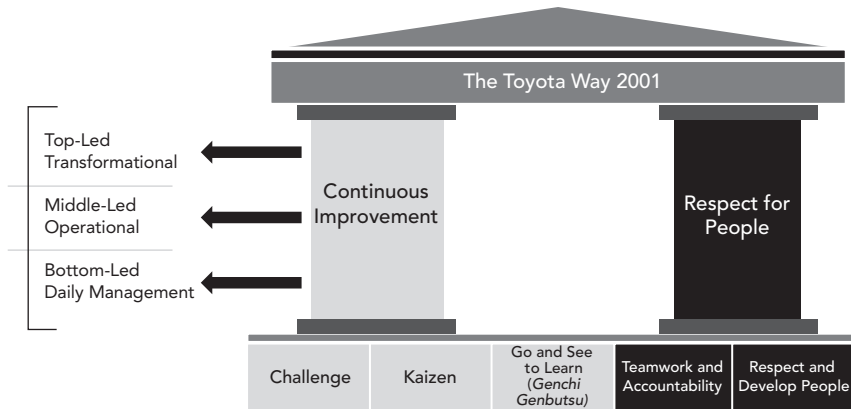 The Toyota Way 2001
Top-Led
Transformational
Middle-Led
Operational
Bottom-Led
Daily Management
Continuous
Improvement
Respect for
People
Challenge
Kaizen
Go and See
to Learn
(Genchi
Genbutsu)
Teamwork and
Accountability
Respect and
Develop People